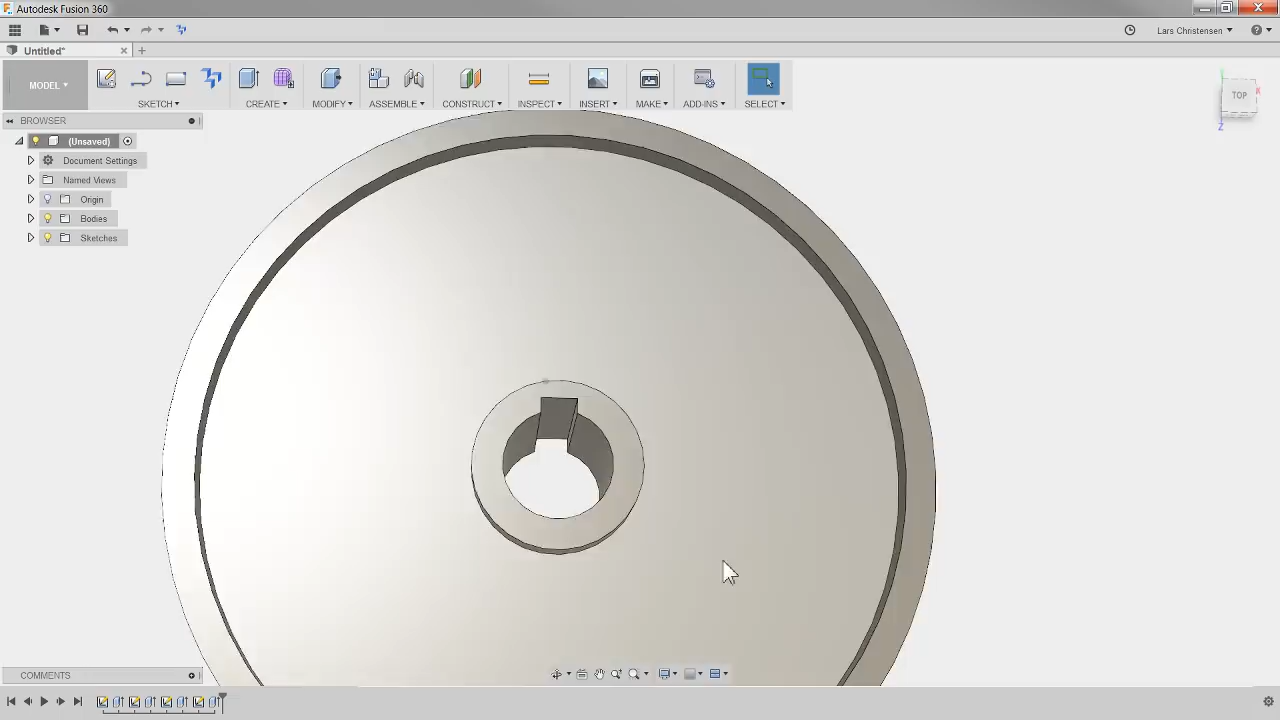 Autodesk Fusion 360
Lars Christensen
Untitled*
MODEL
SKETCH
CREATE
MODIFY
ASSEMBLE
CONSTRUCT
INSPECT
INSERT
MAKE
ADD-INS
SELECT
TOP
X
Z
BROWSER
(Unsaved)
Document Settings
Named Views
Origin
Bodies
Sketches
COMMENTS